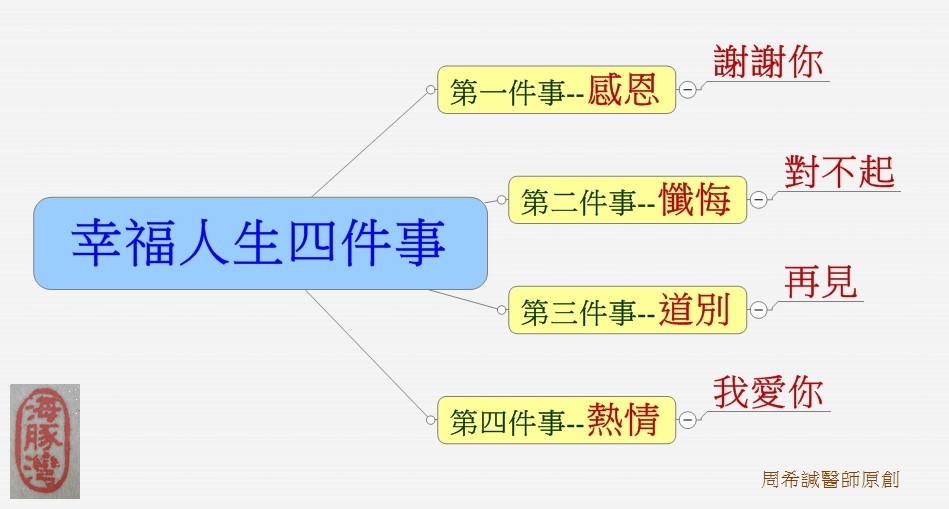 幸福人生四件事
第一件事--感恩
謝謝你
第二件事--懺悔
對不起
第三件事--道別
再見
第四件事--熱情
我愛你
海豚灣
周希誠醫師原創